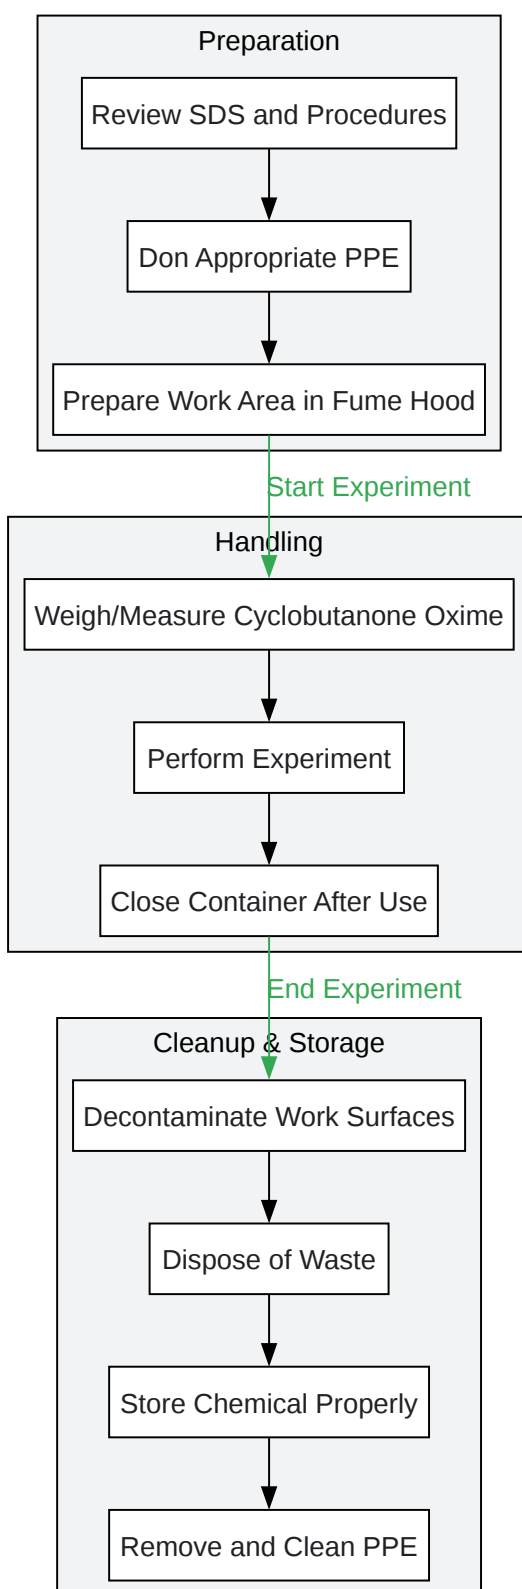 Preparation
Review SDS and Procedures
Don Appropriate PPE
Prepare Work Area in Fume Hood
Start Experiment
Handling
Weigh/Measure Cyclobutanone Oxime
Perform Experiment
Close Container After Use
End Experiment
Cleanup & Storage
Decontaminate Work Surfaces
Dispose of Waste
Store Chemical Properly
Remove and Clean PPE